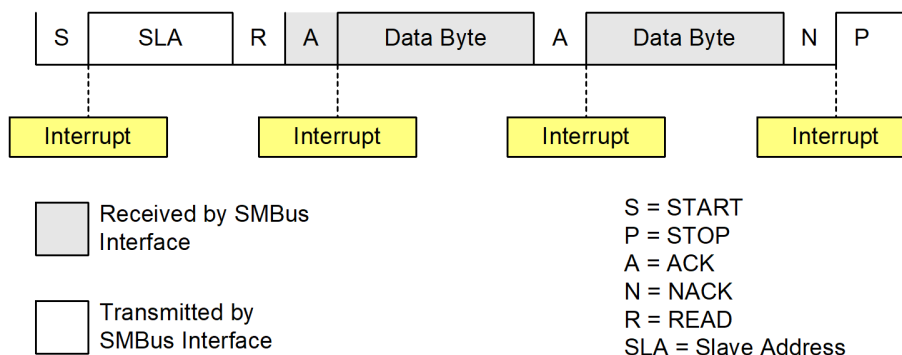 S SLA R A Data Byte A Data Byte N P
Interrupt Interrupt Interrupt Interrupt
Received by SMBus
Interface
Transmitted by
SMBus Interface
S = START
P = STOP
A = ACK
N = NACK
R = READ
SLA = Slave Address